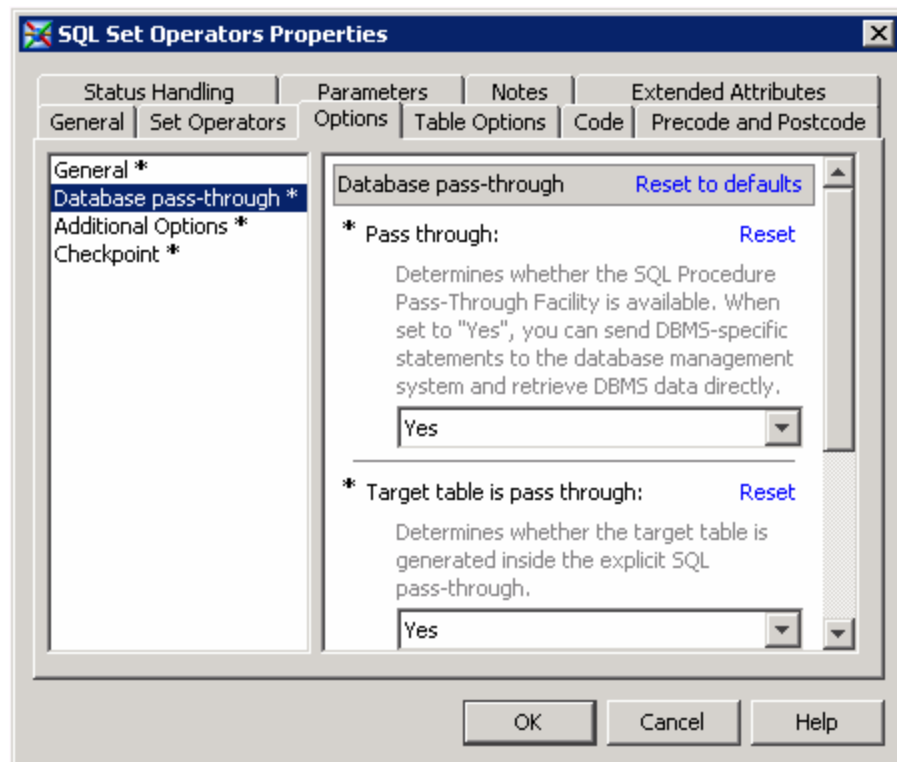 SQL Set Operators Properties
Status Handling Parameters Notes Extended Attributes
General Set Operators Options Table Options Code Precode and Postcode
General *
Database pass-through *
Additional Options *
Checkpoint *
Database pass-through Reset to defaults
* Pass through: Reset
Determines whether the SQL Procedure
Pass-Through Facility is available. When
set to "Yes", you can send DBMS-specific
statements to the database management
system and retrieve DBMS data directly.
Yes
* Target table is pass through: Reset
Determines whether the target table is
generated inside the explicit SQL
pass-through.
Yes
OK Cancel Help